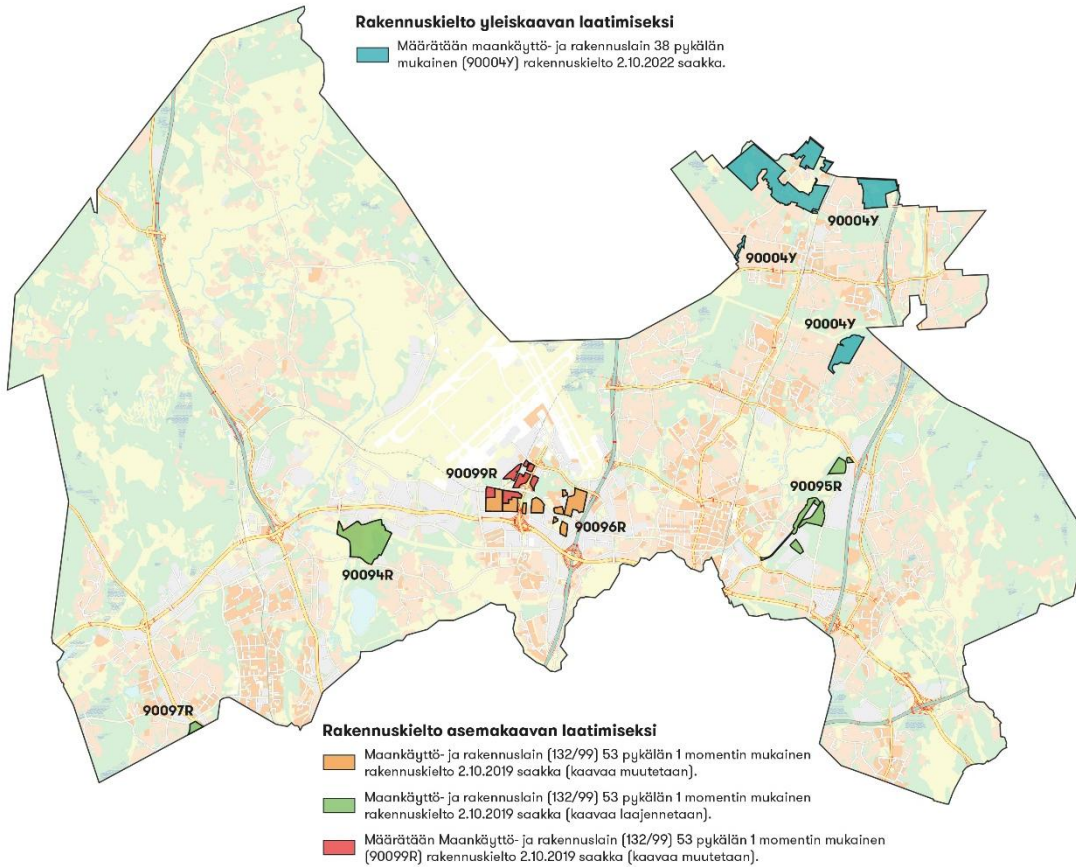 Rakennuskielto yleiskaavan laatimiseksi
Määrätään maankäyttö- ja rakennuslain 38 pykälän
mukainen (90004Y) rakennuskielto 2.10.2022 saakka.
90004Y
90004Y
90004Y
90099R
90095R
90096R
90094R
90097R
Rakennuskielto asemakaavan laatimiseksi
Maankäyttö- ja rakennuslain (132/99) 53 pykälän 1 momentin mukainen
rakennuskielto 2.10.2019 saakka (kaavaa muutetaan).
Maankäyttö- ja rakennuslain (132/99) 53 pykälän 1 momentin mukainen
rakennuskielto 2.10.2019 saakka (kaavaa laajennetaan).
Määrätään Maankäyttö- ja rakennuslain (132/99) 53 pykälän 1 momentin mukainen
(90099R) rakennuskielto 2.10.2019 saakka (kaavaa muutetaan).